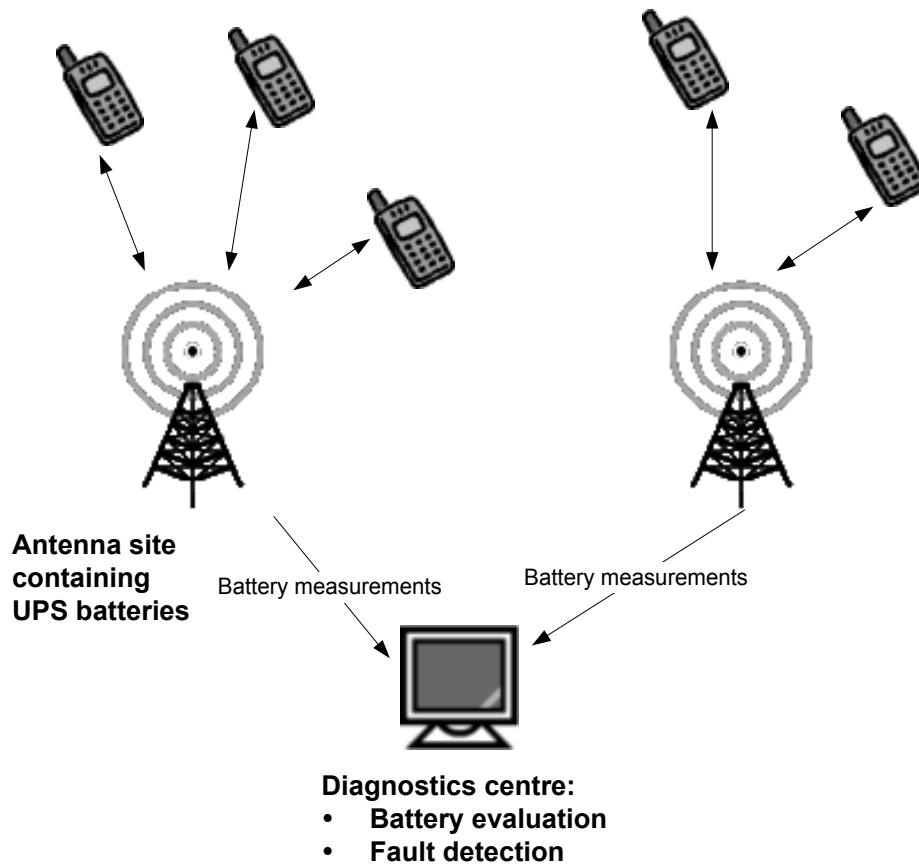 Antenna site
containing
UPS batteries
Battery measurements
Battery measurements
Diagnostics centre:
• Battery evaluation
• Fault detection